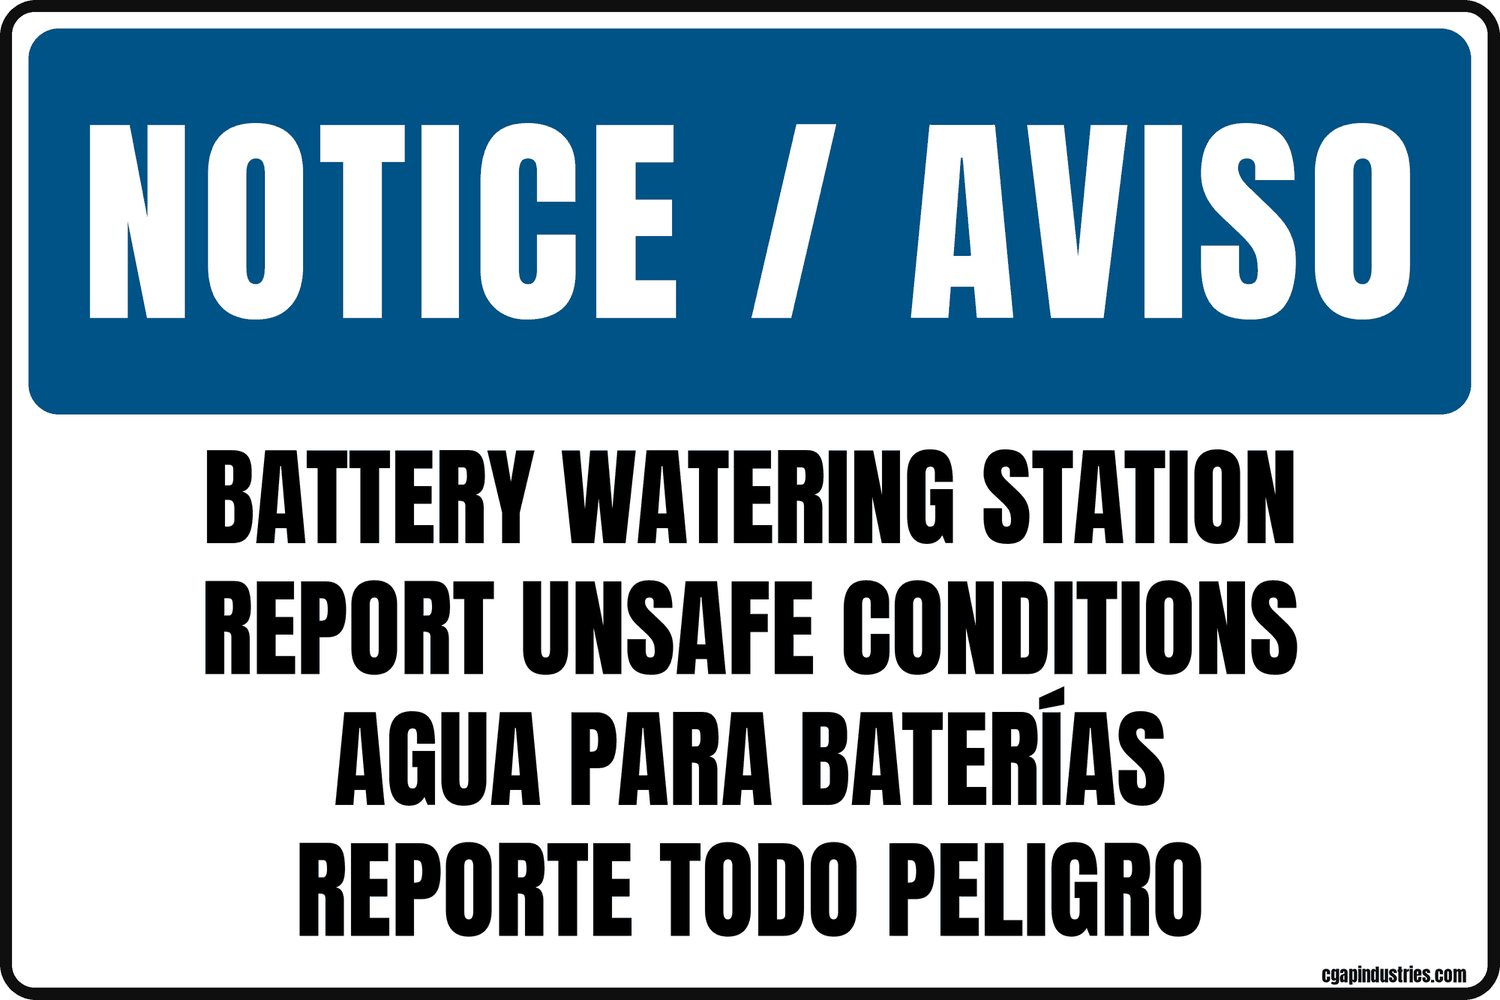 NOTICE / AVISO
BATTERY WATERING STATION
REPORT UNSAFE CONDITIONS
AGUA PARA BATERÍAS
REPORTE TODO PELIGRO
cgapindustries.com